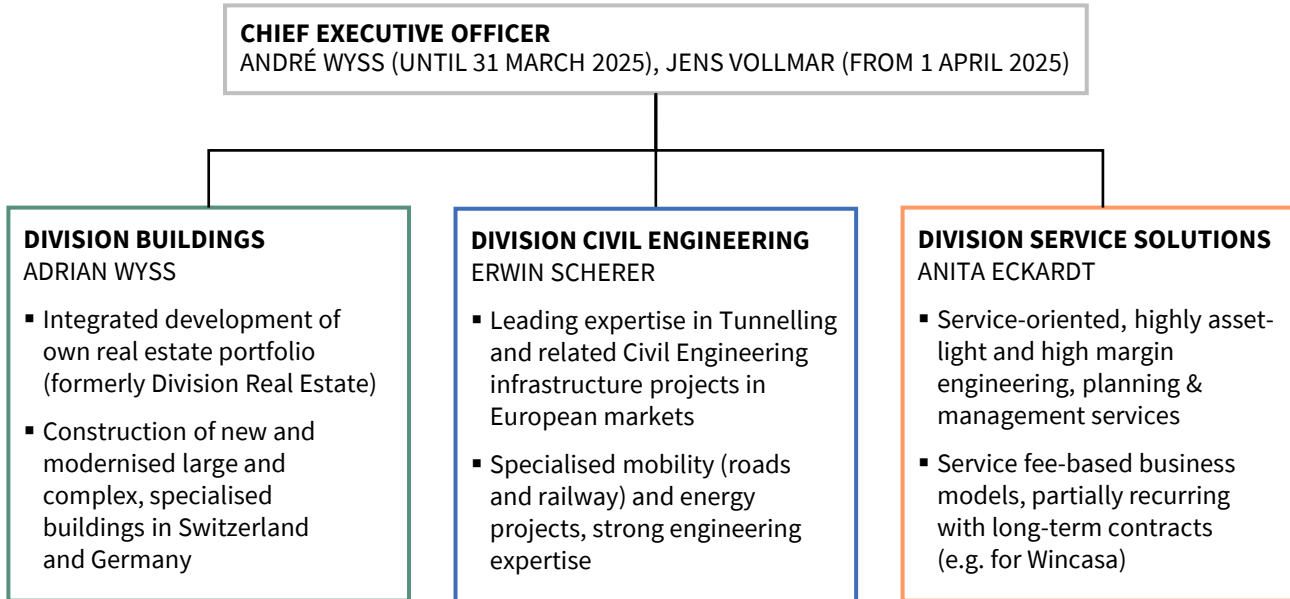 CHIEF EXECUTIVE OFFICER
ANDRÉ WYSS (UNTIL 31 MARCH 2025), JENS VOLLMAR (FROM 1 APRIL 2025)
DIVISION BUILDINGS
ADRIAN WYSS
▪ Integrated development of
own real estate portfolio
(formerly Division Real Estate)
▪ Construction of new and
modernised large and
complex, specialised
buildings in Switzerland
and Germany
DIVISION CIVIL ENGINEERING
ERWIN SCHERER
▪ Leading expertise in Tunnelling
and related Civil Engineering
infrastructure projects in
European markets
▪ Specialised mobility (roads
and railway) and energy
projects, strong engineering
expertise
DIVISION SERVICE SOLUTIONS
ANITA ECKARDT
▪ Service-oriented, highly asset-
light and high margin
engineering, planning &
management services
▪ Service fee-based business
models, partially recurring
with long-term contracts
(e.g. for Wincasa)